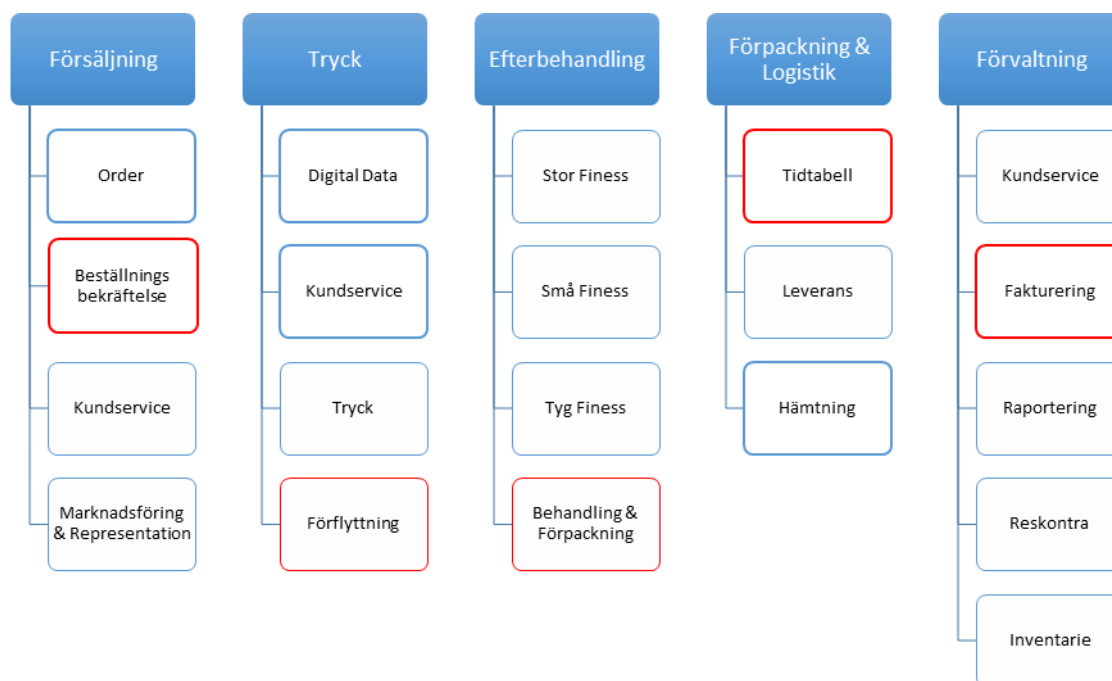 Försäljning
Order
Beställnings
bekräftelse
Kundservice
Marknadsföring
& Representation
Tryck
Digital Data
Kundservice
Tryck
Förflyttning
Efterbehandling
Stor Finess
Små Finess
Tyg Finess
Behandling &
Förpackning
Förpackning &
Logistik
Tidtabell
Leverans
Hämtning
Förvaltning
Kundservice
Fakturering
Raportering
Reskontra
Inventarie